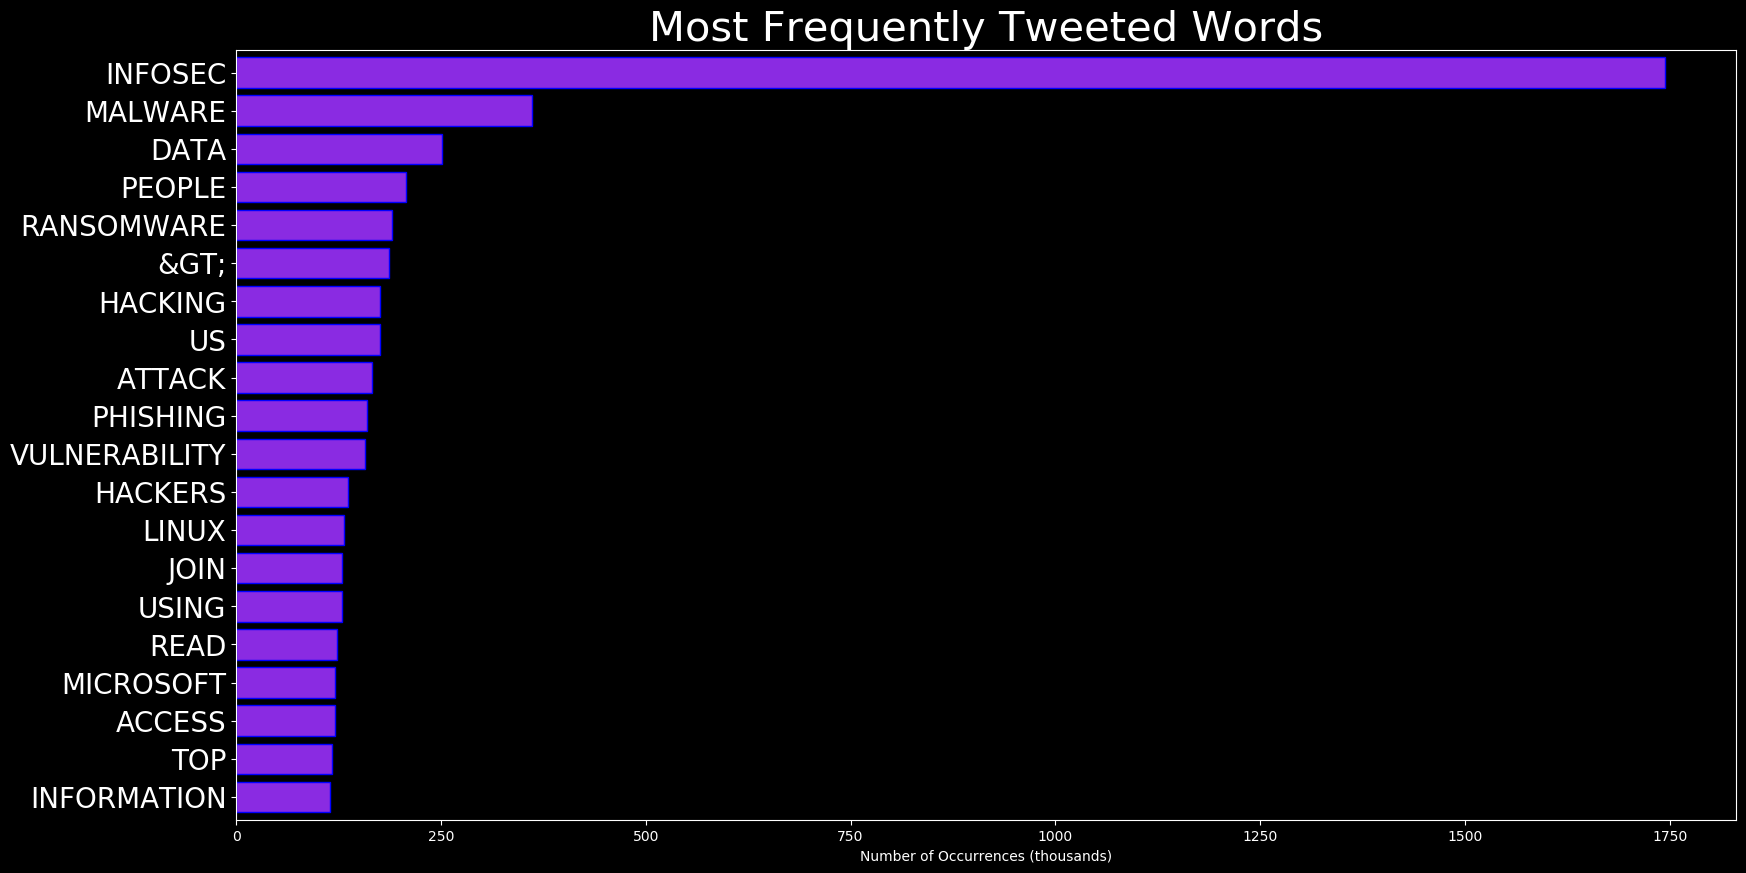 Most Frequently Tweeted Words
INFOSEC
MALWARE
DATA
PEOPLE
RANSOMWARE
&GT;
HACKING
US
ATTACK
PHISHING
VULNERABILITY
HACKERS
LINUX
JOIN
USING
READ
MICROSOFT
ACCESS
TOP
INFORMATION
0 250 500 750 1000 1250 1500 1750
Number of Occurrences (thousands)